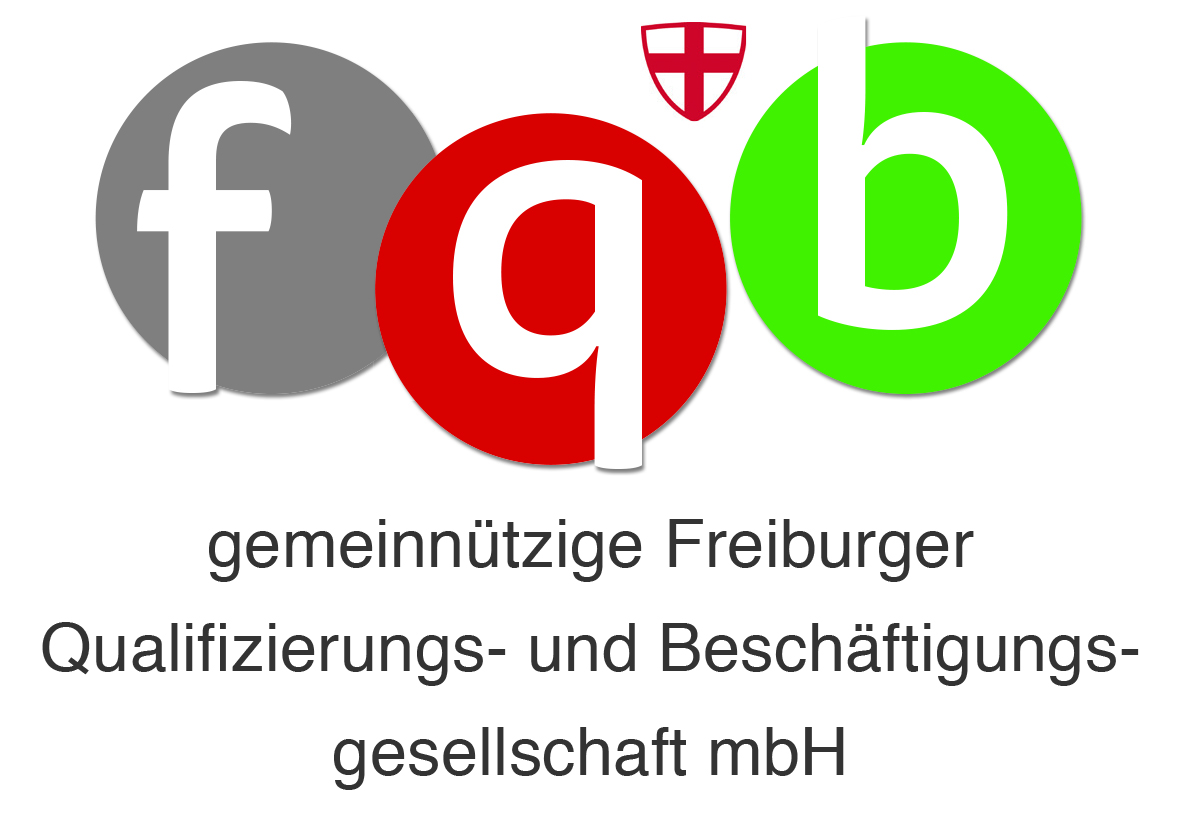 fqb
gemeinnützige Freiburger
Qualifizierungs- und Beschäftigungs-
gesellschaft mbH